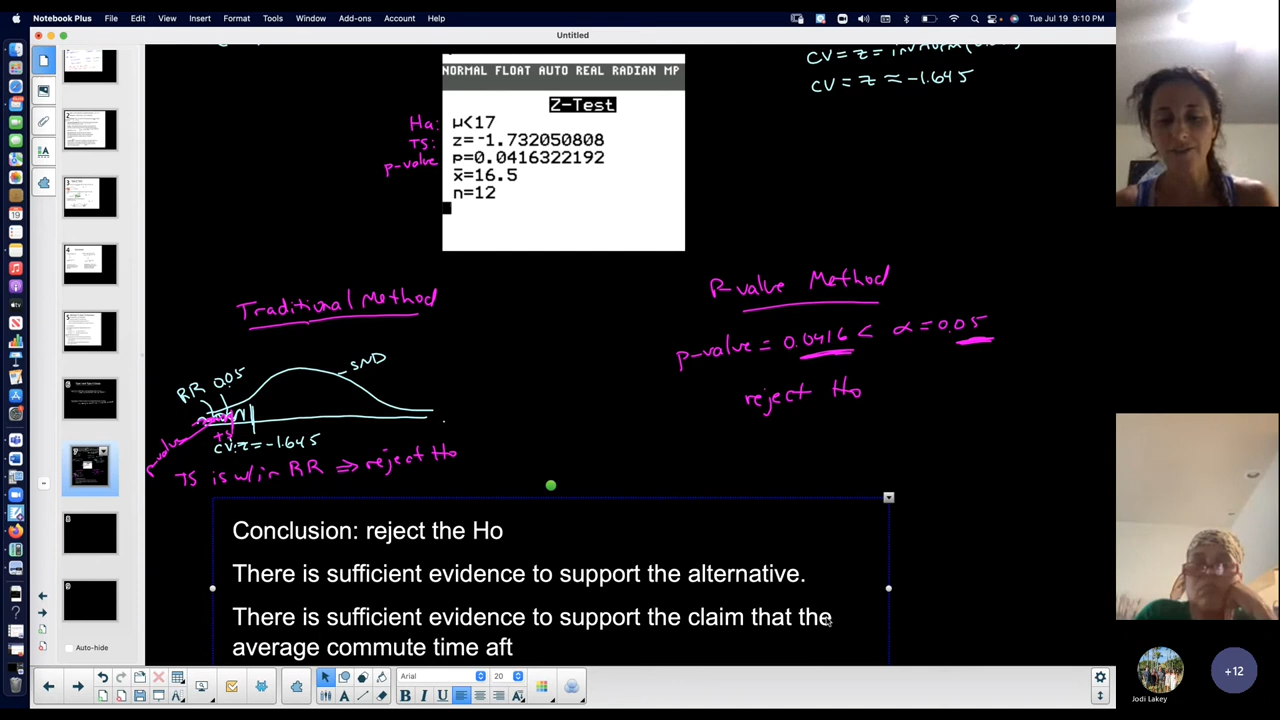 Notebook Plus File Edit View Insert Format Tools Window Add-ons Account Help
Tue Jul 19 9:10 PM
Untitled
CV = Z ≈ -1.645
NORMAL FLOAT AUTO REAL RADIAN MP
Z-Test
Ha: μ<17
TS: z=-1.732050808
p-value p=0.0416322192
x̄=16.5
n=12
Traditional Method
P-value Method
p-value = 0.0416 < α = 0.05
reject Ho
RR 0.05
SND
TS
p-value
CV: Z = -1.645
TS is w/in RR ⇒ reject Ho
Conclusion: reject the Ho
There is sufficient evidence to support the alternative.
There is sufficient evidence to support the claim that the
average commute time aft
Auto-hide
Arial 20
B I U
Jodi Lakey
+12